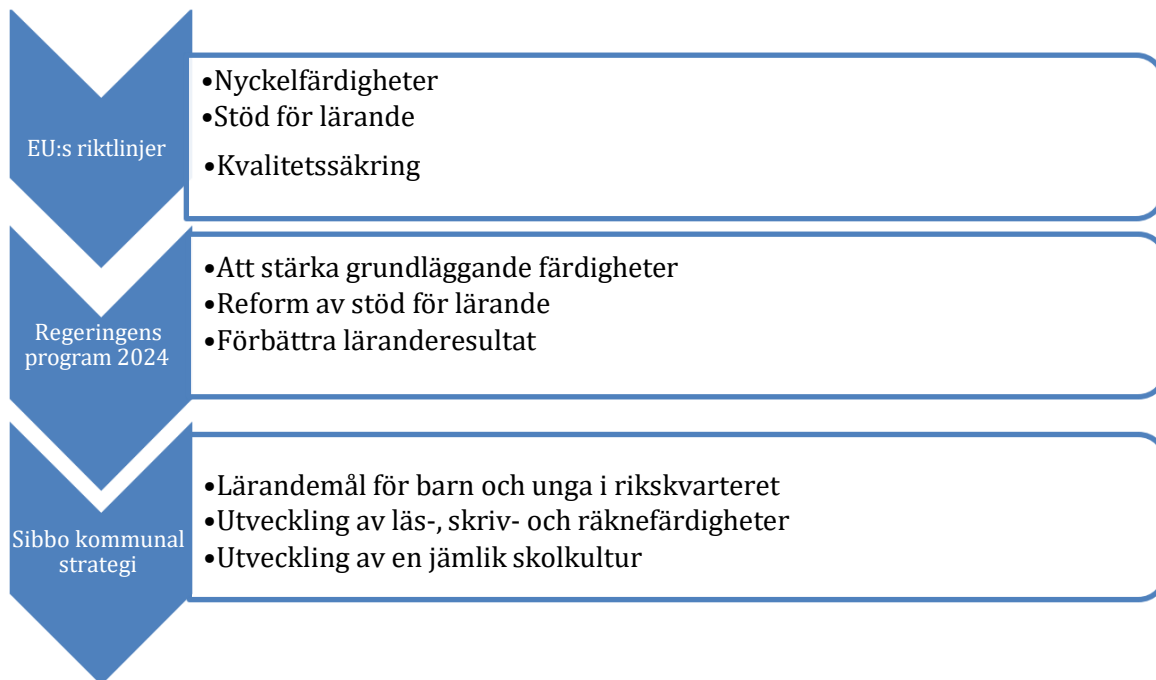 EU:s riktlinjer
•Nyckelfärdigheter
•Stöd för lärande
•Kvalitetssäkring
Regeringens
program 2024
•Att stärka grundläggande färdigheter
•Reform av stöd för lärande
•Förbättra läranderesultat
Sibbo kommunal
strategi
•Lärandemål för barn och unga i rikskvarteret
•Utveckling av läs-, skriv- och räknefärdigheter
•Utveckling av en jämlik skolkultur